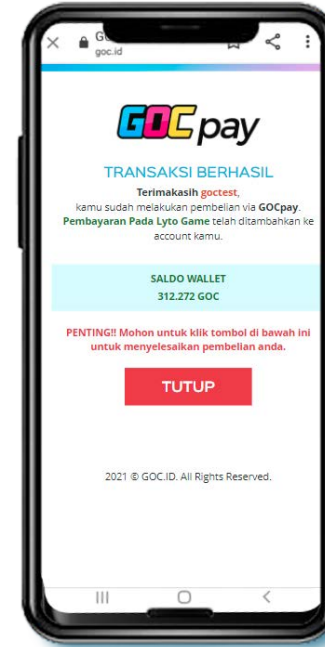 goc.id
GOC pay
TRANSAKSI BERHASIL
Terimakasih goctest,
kamu sudah melakukan pembelian via GOCpay.
Pembayaran Pada Lyto Game telah ditambahkan ke
account kamu.
SALDO WALLET
312.272 GOC
PENTING!! Mohon untuk klik tombol di bawah ini
untuk menyelesaikan pembelian anda.
TUTUP
2021 © GOC.ID. All Rights Reserved.